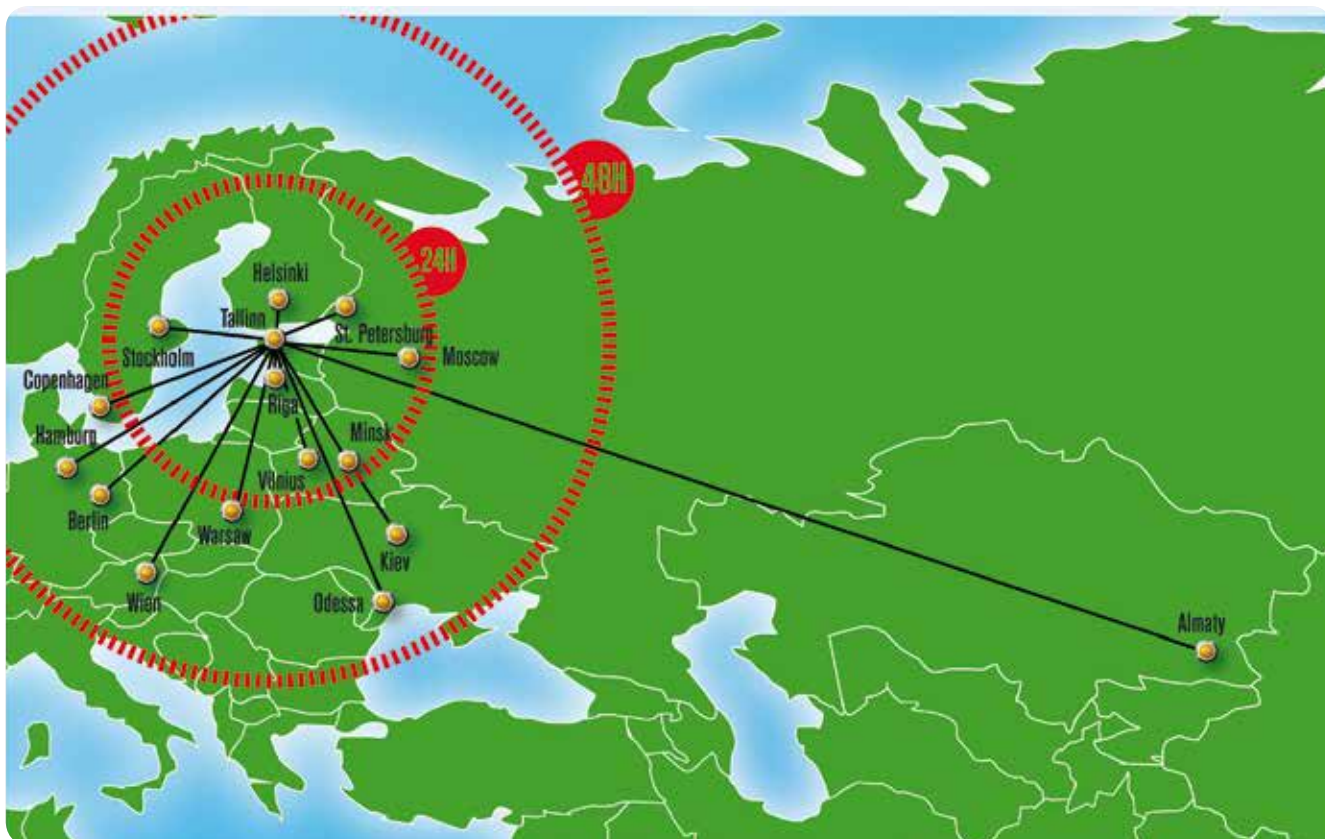 48H
24H
Helsinki
Tallinn
St. Petersburg
Stockholm
Moscow
Copenhagen
Riga
Hamburg
Minsk
Vilnius
Berlin
Warsaw
Kiev
Wien
Odessa
Almaty